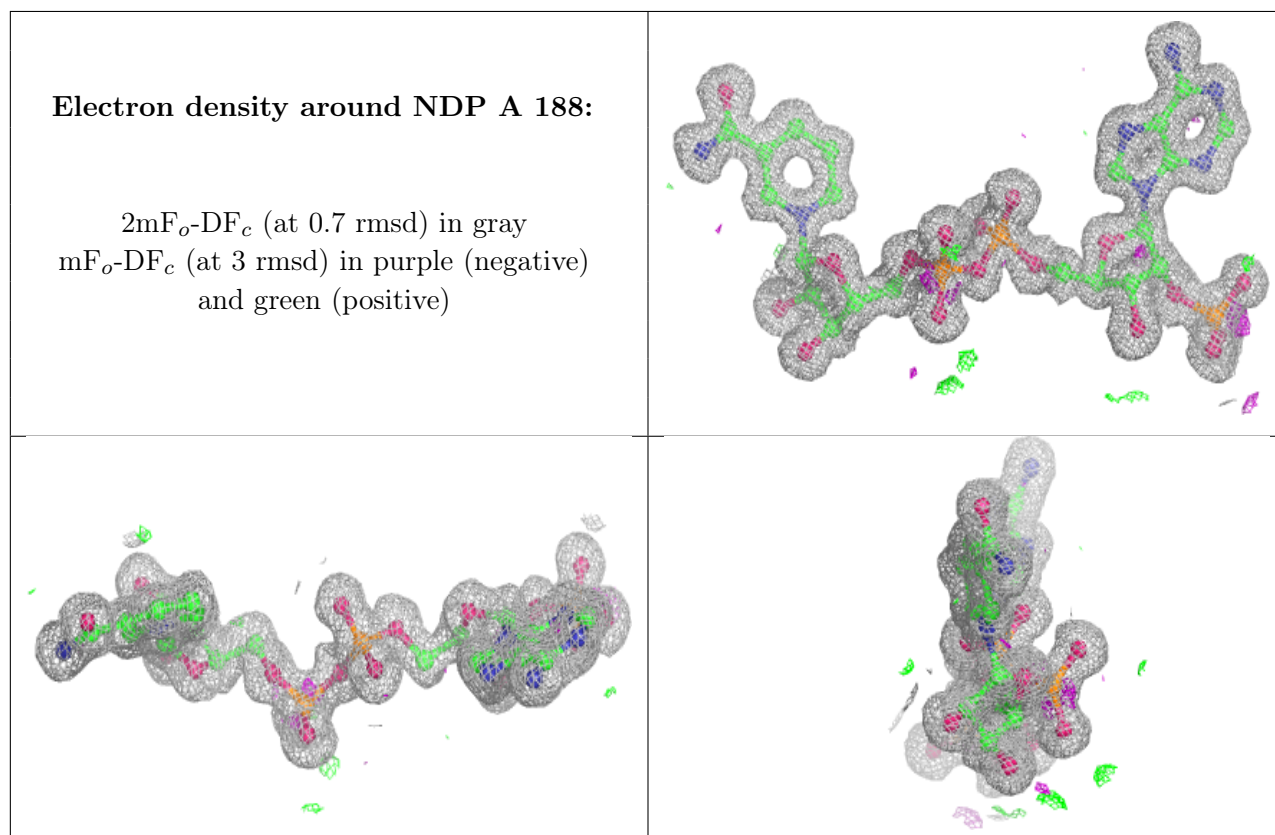 Electron density around NDP A 188:
2mFo-DFc (at 0.7 rmsd) in gray
mFo-DFc (at 3 rmsd) in purple (negative)
and green (positive)